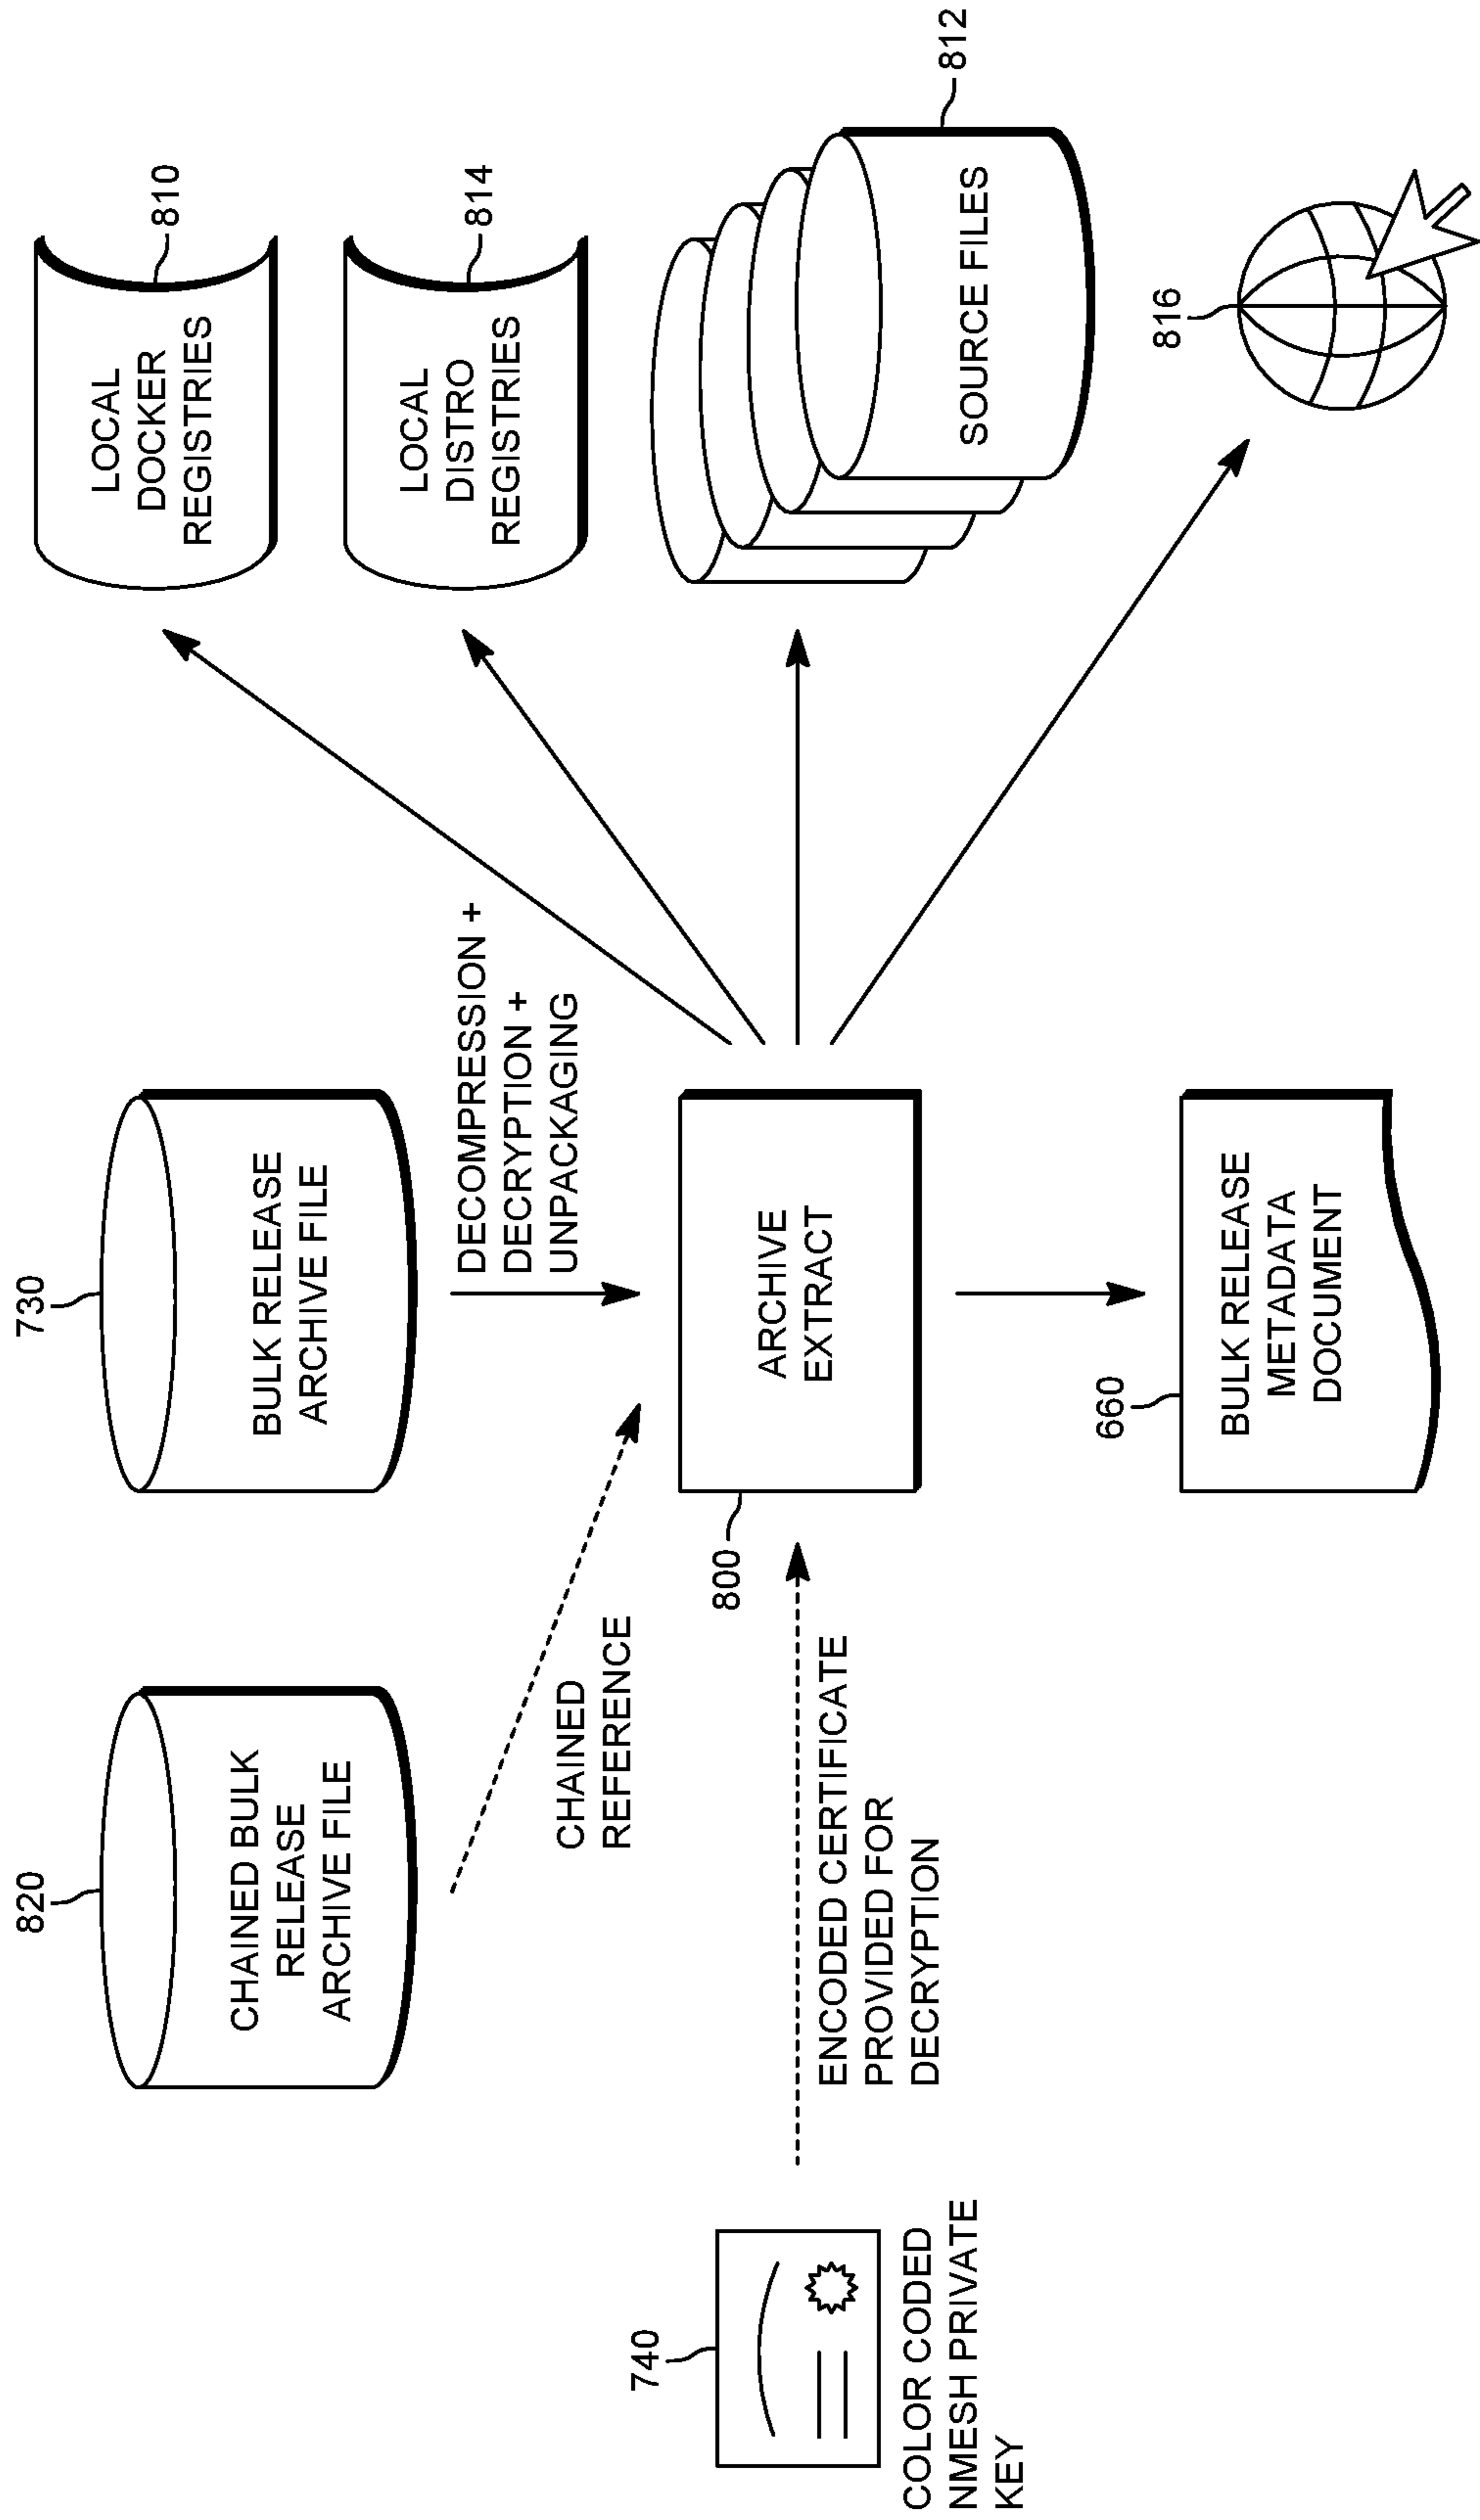 820
CHAINED BULK
RELEASE
ARCHIVE FILE
730
BULK RELEASE
ARCHIVE FILE
LOCAL
DOCKER
REGISTRIES
810
LOCAL
DISTRO
REGISTRIES
814
DECOMPRESSION +
DECRYPTION +
UNPACKAGING
CHAINED
REFERENCE
740
COLOR CODED
NMESH PRIVATE
KEY
ENCODED CERTIFICATE
PROVIDED FOR
DECRYPTION
800
ARCHIVE
EXTRACT
SOURCE FILES
812
660
BULK RELEASE
METADATA
DOCUMENT
816